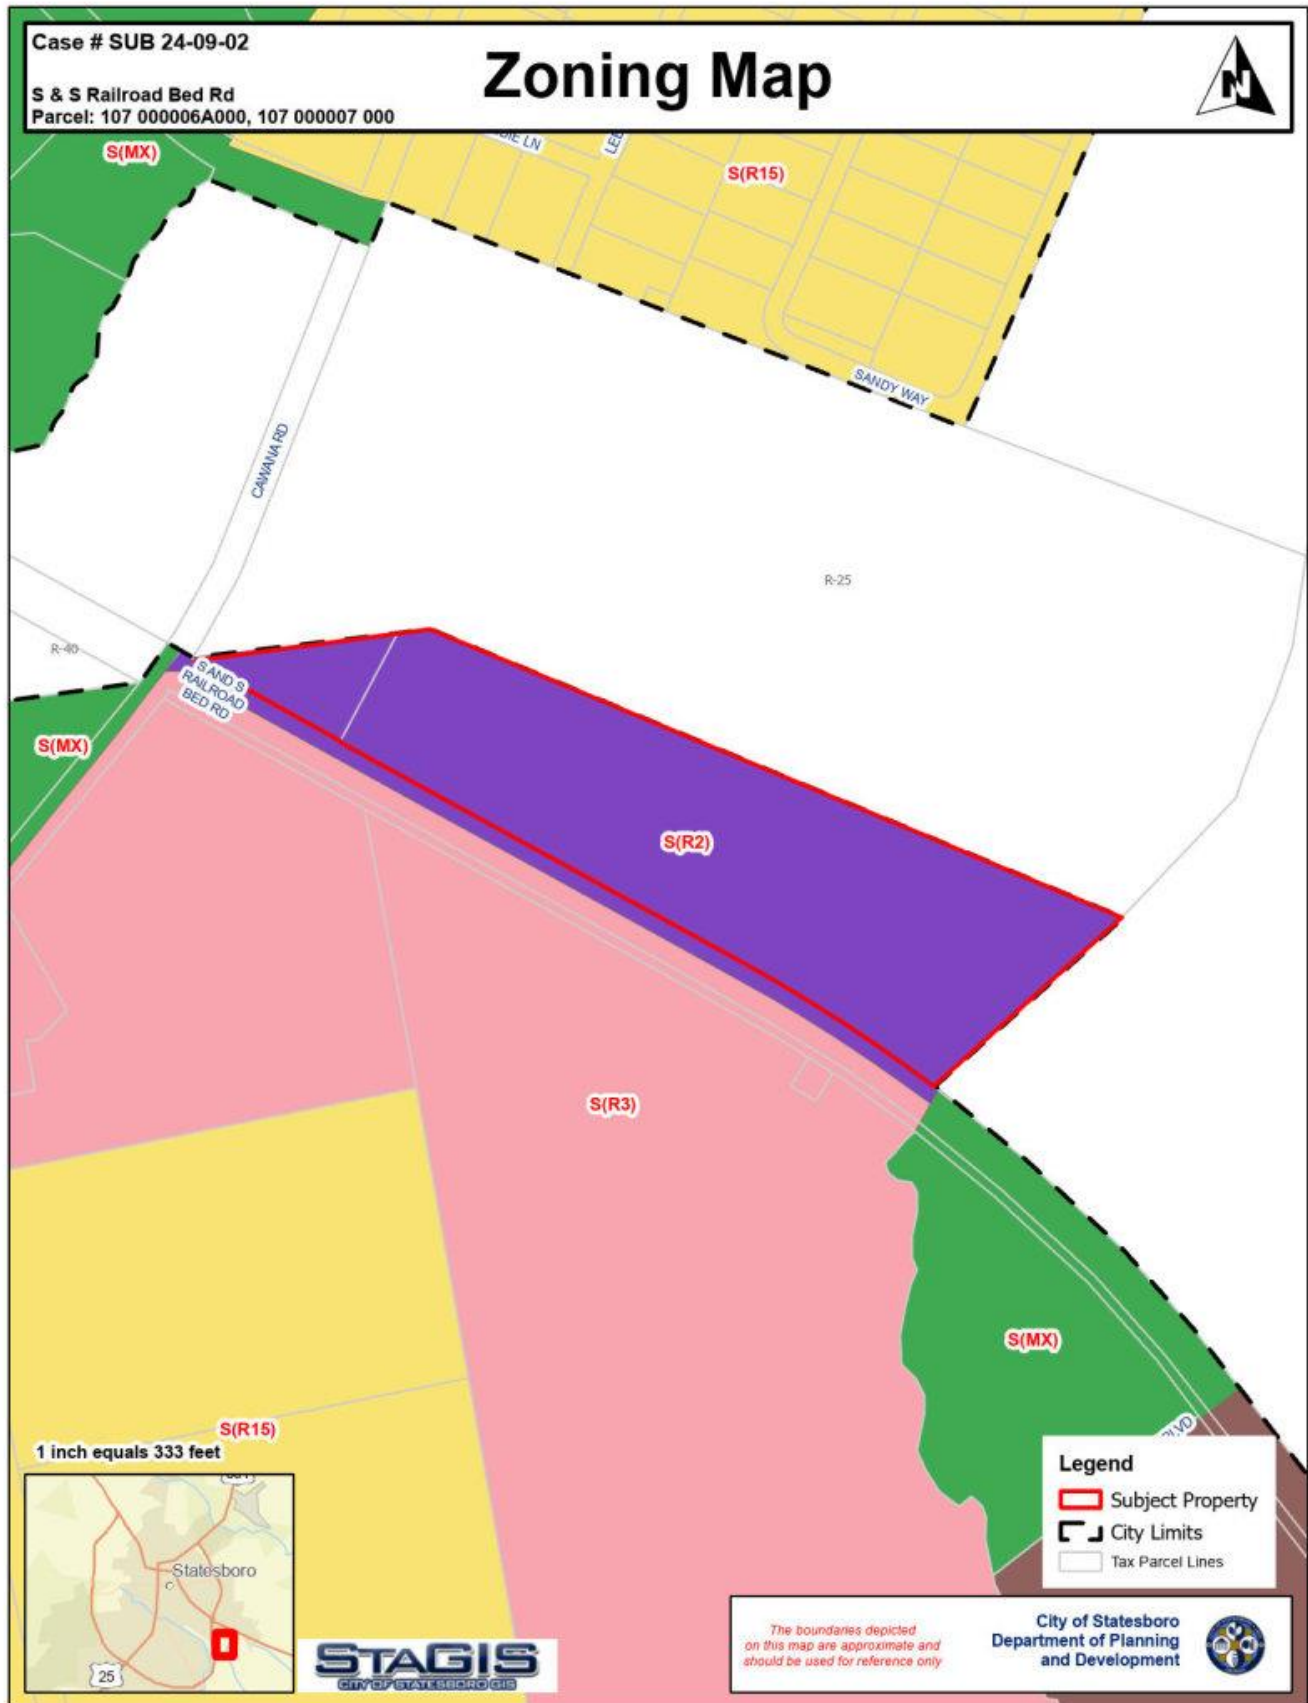 Case # SUB 24-09-02
Zoning Map
N
S & S Railroad Bed Rd
Parcel: 107 000006A000, 107 000007 000
S(MX)
S(R15)
SANDY WAY
CAWANA RD
R-25
R-40
S AND S
RAILROAD
BED RD
S(MX)
S(R2)
S(R3)
S(MX)
S(R15)
BLVD
1 inch equals 333 feet
Statesboro
25
STAGIS
CITY OF STATESBORO GIS
Legend
Subject Property
City Limits
Tax Parcel Lines
The boundaries depicted
on this map are approximate and
should be used for reference only
City of Statesboro
Department of Planning
and Development